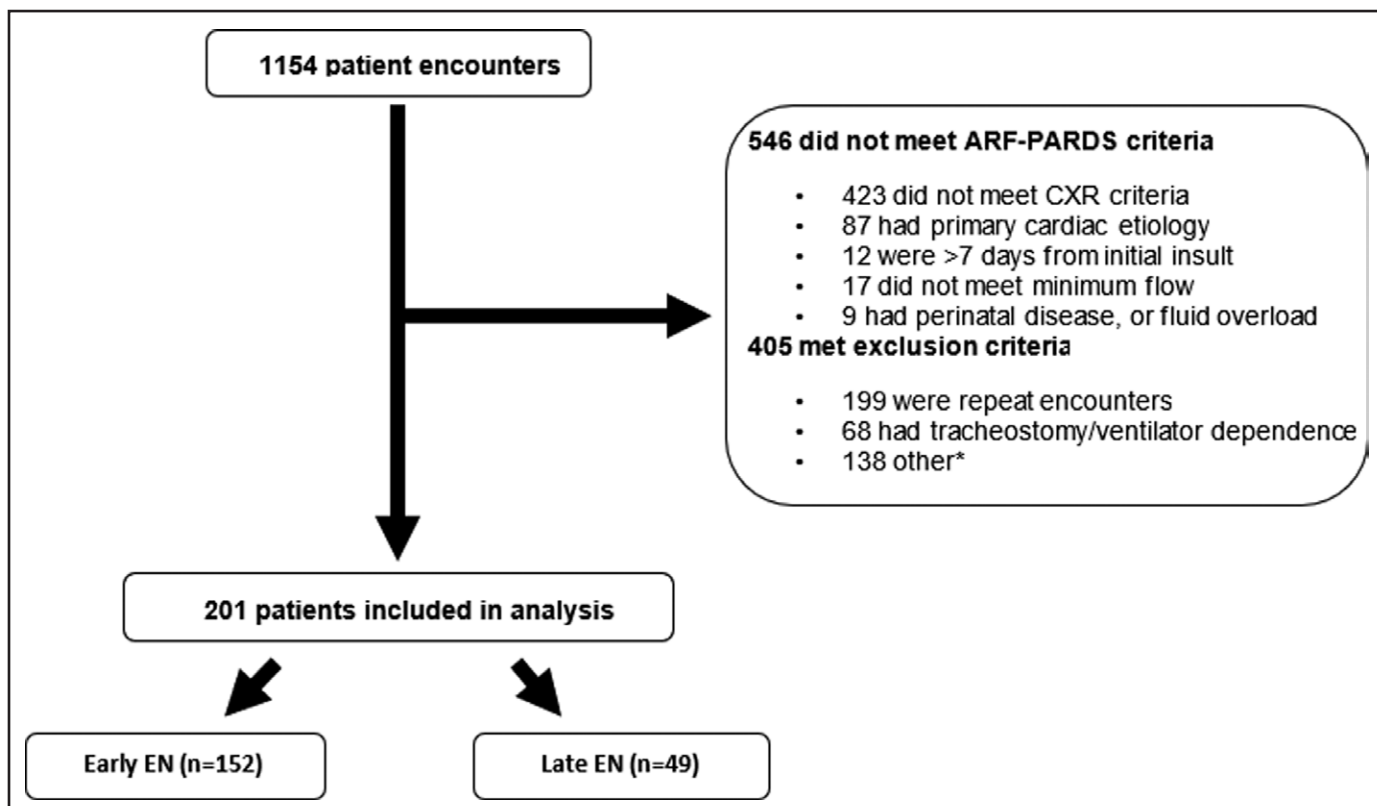 1154 patient encounters
546 did not meet ARF-PARDS criteria
• 423 did not meet CXR criteria
• 87 had primary cardiac etiology
• 12 were >7 days from initial insult
• 17 did not meet minimum flow
• 9 had perinatal disease, or fluid overload
405 met exclusion criteria
• 199 were repeat encounters
• 68 had tracheostomy/ventilator dependence
• 138 other*
201 patients included in analysis
Early EN (n=152)
Late EN (n=49)